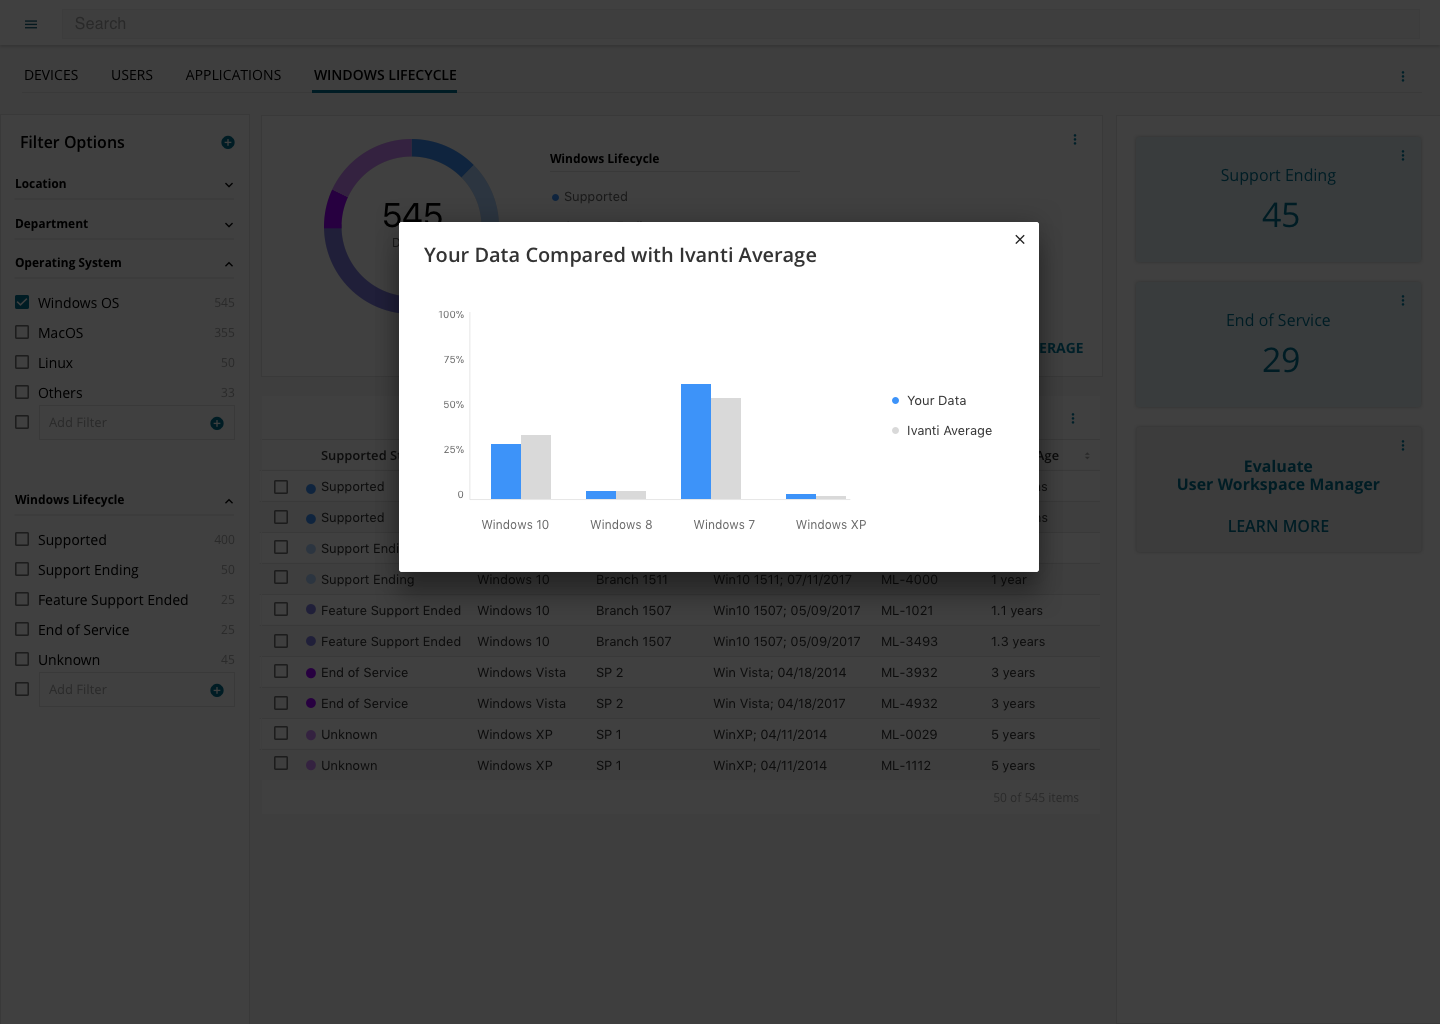 Search
DEVICES USERS APPLICATIONS WINDOWS LIFECYCLE
Filter Options
Location
Department
Operating System
Windows OS 545
MacOS 355
Linux 50
Others 33
Add Filter
Windows Lifecycle
Supported 400
Support Ending 50
Feature Support Ended 25
End of Service 25
Unknown 45
Add Filter
545
Windows Lifecycle
Supported
ERAGE
Your Data Compared with Ivanti Average
100%
75%
50%
25%
0
Windows 10 Windows 8 Windows 7 Windows XP
Your Data
Ivanti Average
Supported Age
Supported
Supported
Support Endi
Support Ending Windows 10 Branch 1511 Win10 1511; 07/11/2017 ML-4000 1 year
Feature Support Ended Windows 10 Branch 1507 Win10 1507; 05/09/2017 ML-1021 1.1 years
Feature Support Ended Windows 10 Branch 1507 Win10 1507; 05/09/2017 ML-3493 1.3 years
End of Service Windows Vista SP 2 Win Vista; 04/18/2014 ML-3932 3 years
End of Service Windows Vista SP 2 Win Vista; 04/18/2017 ML-4932 3 years
Unknown Windows XP SP 1 WinXP; 04/11/2014 ML-0029 5 years
Unknown Windows XP SP 1 WinXP; 04/11/2014 ML-1112 5 years
50 of 545 items
Support Ending
45
End of Service
29
Evaluate
User Workspace Manager
LEARN MORE